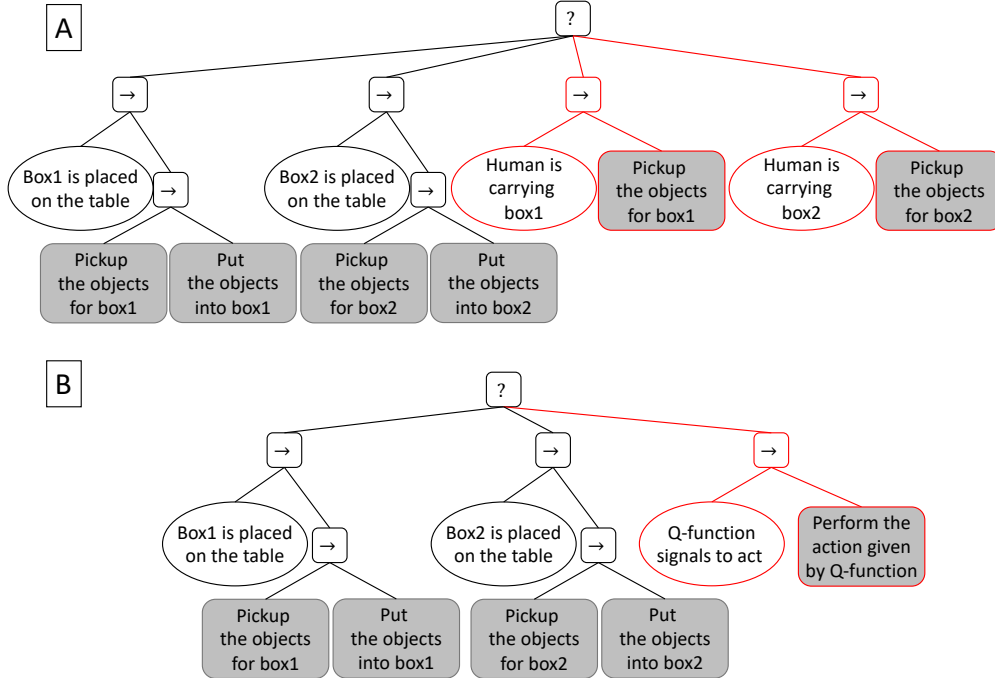 A
?
→
→
→
→
Box1 is placed
on the table
→
Box2 is placed
on the table
→
Human is
carrying
box1
Pickup
the objects
for box1
Human is
carrying
box2
Pickup
the objects
for box2
Pickup
the objects
for box1
Put
the objects
into box1
Pickup
the objects
for box2
Put
the objects
into box2
B
?
→
→
→
Box1 is placed
on the table
→
Box2 is placed
on the table
→
Q-function
signals to act
Perform the
action given
by Q-function
Pickup
the objects
for box1
Put
the objects
into box1
Pickup
the objects
for box2
Put
the objects
into box2